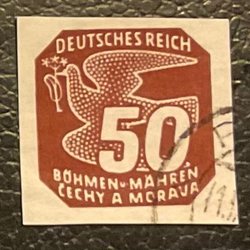 DEUTSCHES REICH
50
BÖHMEN u. MÄHREN
ČECHY A MORAVA